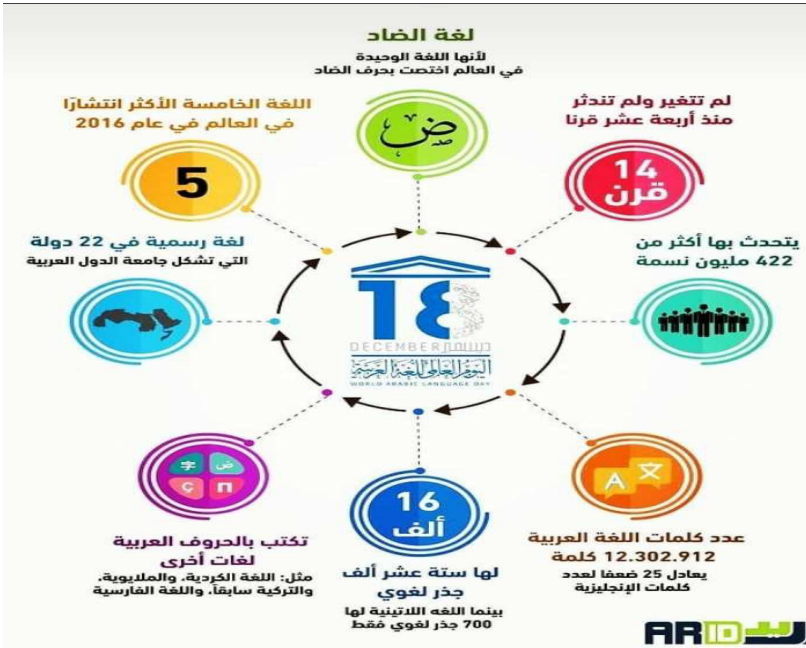 لغة الضاد
لأنها اللغة الوحيدة
في العالم اختصت بحرف الضاد
ض
لم تتغير ولم تندثر
منذ أربعة عشر قرنا
14
قرن
يتحدث بها أكثر من
422 مليون نسمة
عدد كلمات اللغة العربية
12.302.912 كلمة
يعادل 25 ضعفا لعدد
كلمات الإنجليزية
A 文
16
ألف
لها ستة عشر ألف
جذر لغوي
بينما اللغه اللاتينية لها
700 جذر لغوي فقط
字 ض
Ç П
تكتب بالحروف العربية
لغات أخرى
مثل: اللغة الكردية، والملايوية،
والتركية سابقاً، واللغة الفارسية
لغة رسمية في 22 دولة
التي تشكل جامعة الدول العربية
اللغة الخامسة الأكثر انتشارًا
في العالم في عام 2016
5
18
DECEMBER ديسمبر
اليوم العالمي للغة العربية
WORLD ARABIC LANGUAGE DAY
ARID